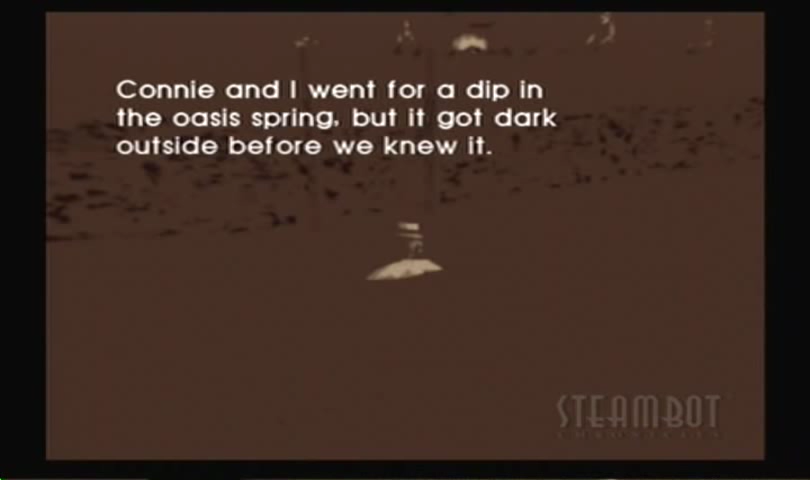 Connie and I went for a dip in
the oasis spring, but it got dark
outside before we knew it.
STEAMBOT
CHRONICLES